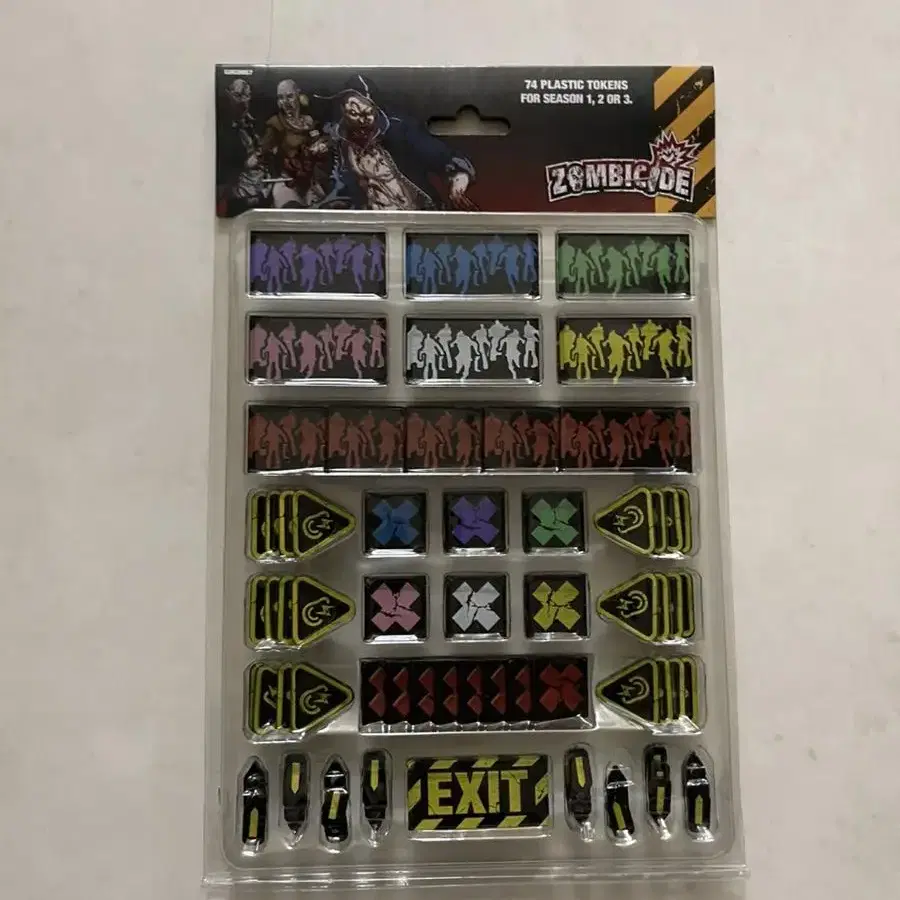 74 PLASTIC TOKENS
FOR SEASON 1, 2 OR 3.
ZOMBICIDE
EXIT